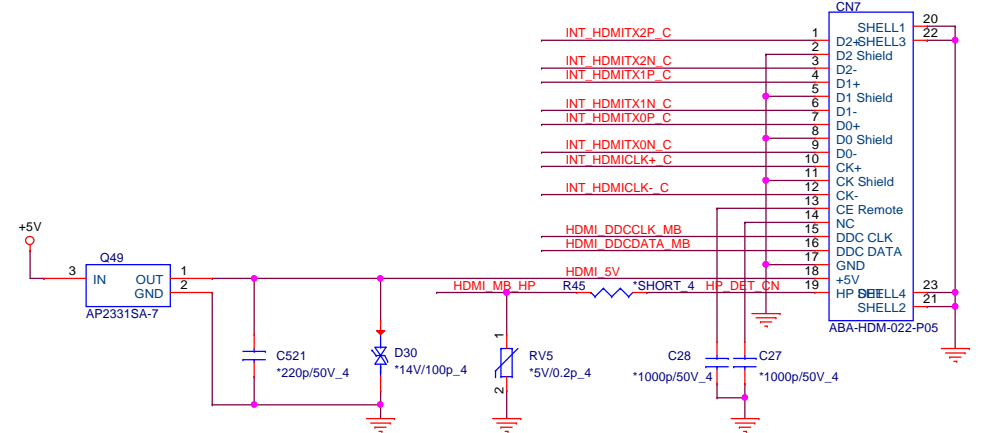 CN7
INT_HDMITX2P_C 1 D2+ SHELL1 20
SHELL3 22
2 D2 Shield
INT_HDMITX2N_C 3 D2-
INT_HDMITX1P_C 4 D1+
5 D1 Shield
INT_HDMITX1N_C 6 D1-
INT_HDMITX0P_C 7 D0+
8 D0 Shield
INT_HDMITX0N_C 9 D0-
INT_HDMICLK+_C 10 CK+
11 CK Shield
INT_HDMICLK-_C 12 CK-
13 CE Remote
14 NC
HDMI_DDCCLK_MB 15 DDC CLK
HDMI_DDCDATA_MB 16 DDC DATA
17 GND
HDMI_5V 18 +5V
HDMI_MB_HP R45 *SHORT_4 HP_DET_CN 19 HP DET SHELL4 23
SHELL2 21
ABA-HDM-022-P05
+5V
Q49
3 IN OUT 1
GND 2
AP2331SA-7
C521
*220p/50V_4
D30
*14V/100p_4
1
RV5
*5V/0.2p_4
2
C28
*1000p/50V_4
C27
*1000p/50V_4